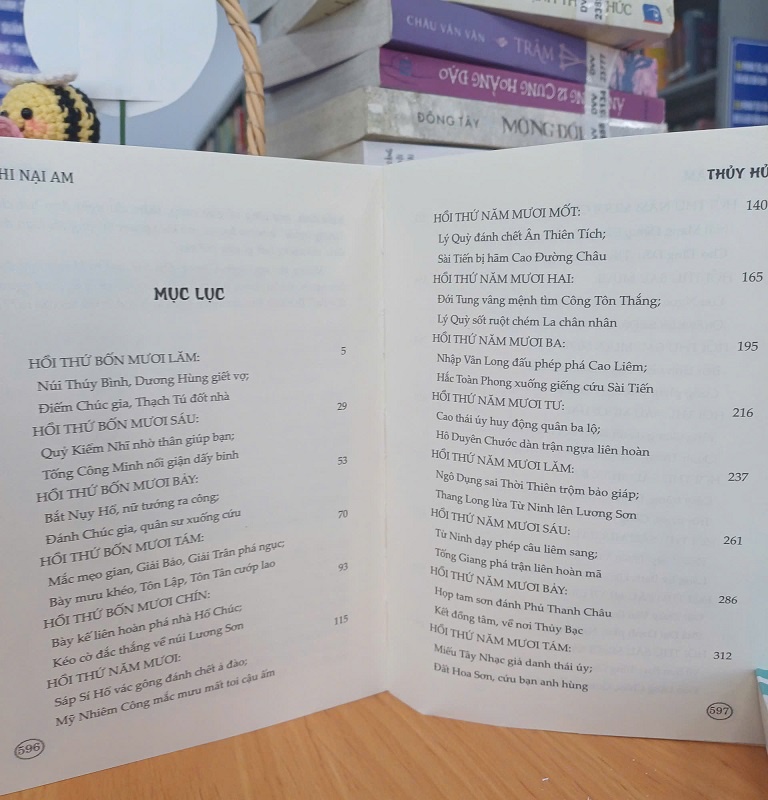 CHÂU VĂN VĂN
TRẢM
12 CUNG HOÀNG ĐẠO
ĐÔNG TÂY
MỘNG ĐỔI
HI NẠI AM
MỤC LỤC
HỒI THỨ BỐN MƯƠI LĂM: 5
Núi Thúy Bình, Dương Hùng giết vợ;
Điếm Chúc gia, Thạch Tú đốt nhà
HỒI THỨ BỐN MƯƠI SÁU: 29
Quỷ Kiểm Nhĩ nhờ thân giúp bạn;
Tống Công Minh nổi giận dấy binh
HỒI THỨ BỐN MƯƠI BẢY: 53
Bắt Nụy Hổ, nữ tướng ra công;
Đánh Chúc gia, quân sư xuống cứu
HỒI THỨ BỐN MƯƠI TÁM: 70
Mắc mẹo gian, Giải Bảo, Giải Trân phá ngục;
Bày mưu khéo, Tôn Lập, Tôn Tân cướp lao
HỒI THỨ BỐN MƯƠI CHÍN: 93
Bày kế liên hoàn phá nhà Hổ Chúc;
Kéo cờ đắc thắng về núi Lương Sơn
HỒI THỨ NĂM MƯƠI: 115
Sáp Sí Hổ vác gông đánh chết ả đào;
Mỹ Nhiêm Công mắc mưu mất toi cậu ấm
596
THỦY HỬ
HỒI THỨ NĂM MƯƠI MỐT: 140
Lý Quỳ đánh chết Ân Thiên Tích;
Sài Tiến bị hãm Cao Đường Châu
HỒI THỨ NĂM MƯƠI HAI: 165
Đới Tung vâng mệnh tìm Công Tôn Thắng;
Lý Quỳ sốt ruột chém La chân nhân
HỒI THỨ NĂM MƯƠI BA: 195
Nhập Vân Long đấu phép phá Cao Liêm;
Hắc Toàn Phong xuống giếng cứu Sài Tiến
HỒI THỨ NĂM MƯƠI TƯ: 216
Cao thái úy huy động quân ba lộ;
Hô Duyên Chước dàn trận ngựa liên hoàn
HỒI THỨ NĂM MƯƠI LĂM: 237
Ngô Dụng sai Thời Thiên trộm bảo giáp;
Thang Long lừa Từ Ninh lên Lương Sơn
HỒI THỨ NĂM MƯƠI SÁU: 261
Từ Ninh dạy phép câu liêm sang;
Tống Giang phá trận liên hoàn mã
HỒI THỨ NĂM MƯƠI BẢY: 286
Họp tam sơn đánh Phủ Thanh Châu
Kết đồng tâm, về nơi Thủy Bạc
HỒI THỨ NĂM MƯƠI TÁM: 312
Miếu Tây Nhạc giả danh thái úy;
Đất Hoa Sơn, cứu bạn anh hùng
597